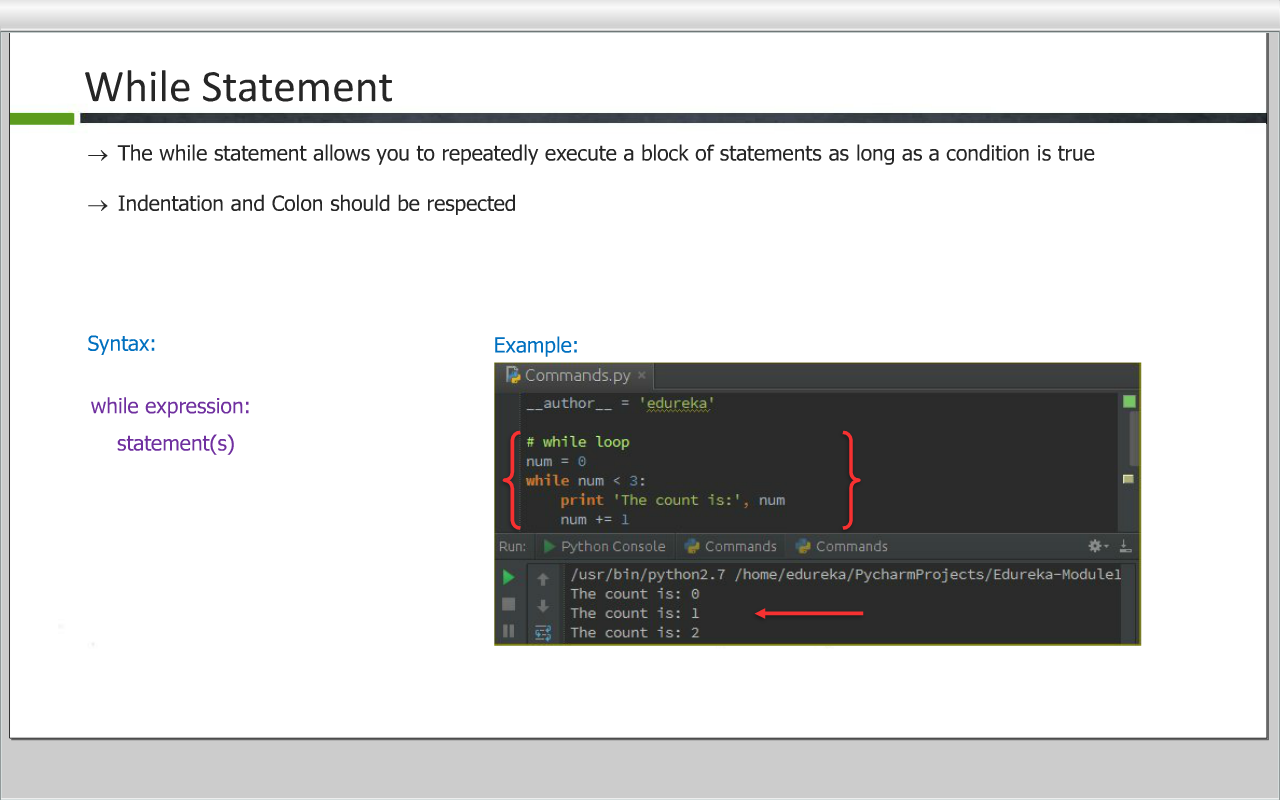 While Statement
→ The while statement allows you to repeatedly execute a block of statements as long as a condition is true
→ Indentation and Colon should be respected
Syntax:
while expression:
statement(s)
Example:
Commands.py ×
__author__ = 'edureka'
# while loop
num = 0
while num < 3:
print 'The count is:', num
num += 1
Run: Python Console Commands Commands
/usr/bin/python2.7 /home/edureka/PycharmProjects/Edureka-Module1
The count is: 0
The count is: 1
The count is: 2